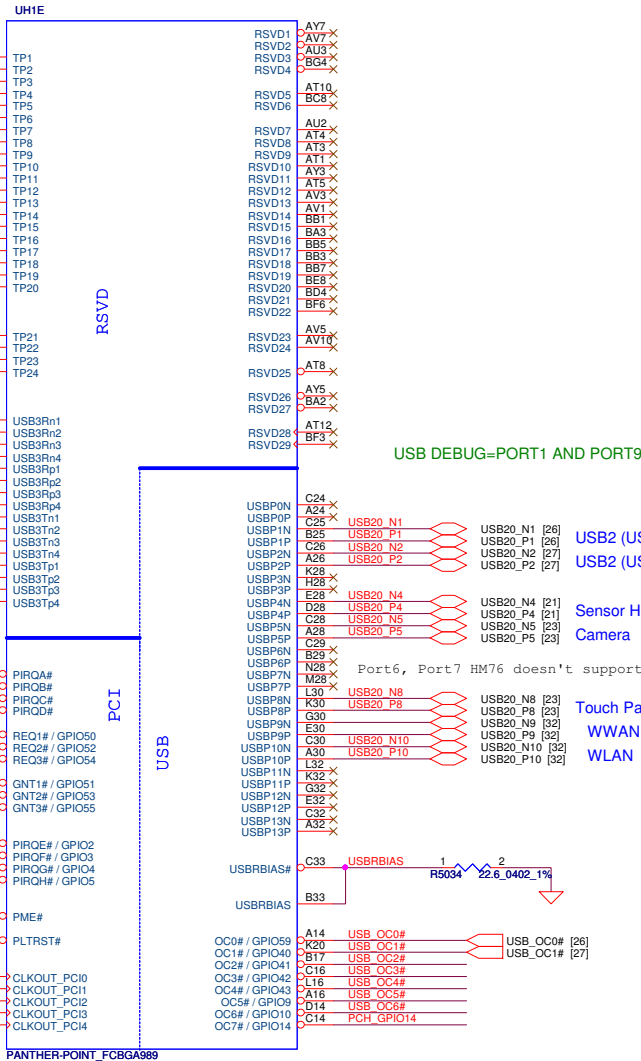 UH1E
TP1
TP2
TP3
TP4
TP5
TP6
TP7
TP8
TP9
TP10
TP11
TP12
TP13
TP14
TP15
TP16
TP17
TP18
TP19
TP20
TP21
TP22
TP23
TP24
RSVD
RSVD1 AY7
RSVD2 AV7
RSVD3 AU3
RSVD4 BG4
RSVD5 AT10
RSVD6 BC8
RSVD7 AU2
RSVD8 AT4
RSVD9 AT3
RSVD10 AT1
RSVD11 AY3
RSVD12 AT5
RSVD13 AV3
RSVD14 AV1
RSVD15 BB1
RSVD16 BA3
RSVD17 BB5
RSVD18 BB3
RSVD19 BB7
RSVD20 BE8
RSVD21 BD4
RSVD22 BF6
RSVD23 AV5
RSVD24 AV10
RSVD25 AT8
RSVD26 AY5
RSVD27 BA2
RSVD28 AT12
RSVD29 BF3
USB3Rn1
USB3Rn2
USB3Rn3
USB3Rn4
USB3Rp1
USB3Rp2
USB3Rp3
USB3Rp4
USB3Tn1
USB3Tn2
USB3Tn3
USB3Tn4
USB3Tp1
USB3Tp2
USB3Tp3
USB3Tp4
USB DEBUG=PORT1 AND PORT9
USBP0N C24
USBP0P A24
USBP1N C25 USB20_N1 USB20_N1 [26]
USBP1P B25 USB20_P1 USB20_P1 [26] USB2 (US
USBP2N C26 USB20_N2 USB20_N2 [27]
USBP2P A26 USB20_P2 USB20_P2 [27] USB2 (US
USBP3N K28
USBP3P H28
USBP4N E28 USB20_N4 USB20_N4 [21]
USBP4P D28 USB20_P4 USB20_P4 [21] Sensor H
USBP5N C28 USB20_N5 USB20_N5 [23]
USBP5P A28 USB20_P5 USB20_P5 [23] Camera
USBP6N C29
USBP6P B29
USBP7N N28
USBP7P M28
Port6, Port7 HM76 doesn't support
USBP8N L30 USB20_N8 USB20_N8 [23]
USBP8P K30 USB20_P8 USB20_P8 [23] Touch Pa
USBP9N G30 USB20_N9 [32]
USBP9P E30 USB20_P9 [32] WWAN
USBP10N C30 USB20_N10 USB20_N10 [32]
USBP10P A30 USB20_P10 USB20_P10 [32] WLAN
USBP11N L32
USBP11P K32
USBP12N G32
USBP12P E32
USBP13N C32
USBP13P A32
PCI
USB
PIRQA#
PIRQB#
PIRQC#
PIRQD#
REQ1# / GPIO50
REQ2# / GPIO52
REQ3# / GPIO54
GNT1# / GPIO51
GNT2# / GPIO53
GNT3# / GPIO55
PIRQE# / GPIO2
PIRQF# / GPIO3
PIRQG# / GPIO4
PIRQH# / GPIO5
PME#
PLTRST#
CLKOUT_PCI0
CLKOUT_PCI1
CLKOUT_PCI2
CLKOUT_PCI3
CLKOUT_PCI4
USBRBIAS# C33 USBRBIAS 1 2
R5034 22.6_0402_1%
USBRBIAS B33
OC0# / GPIO59 A14 USB_OC0# USB_OC0# [26]
OC1# / GPIO40 K20 USB_OC1# USB_OC1# [27]
OC2# / GPIO41 B17 USB_OC2#
OC3# / GPIO42 C16 USB_OC3#
OC4# / GPIO43 L16 USB_OC4#
OC5# / GPIO9 A16 USB_OC5#
OC6# / GPIO10 D14 USB_OC6#
OC7# / GPIO14 C14 PCH_GPIO14
PANTHER-POINT_FCBGA989